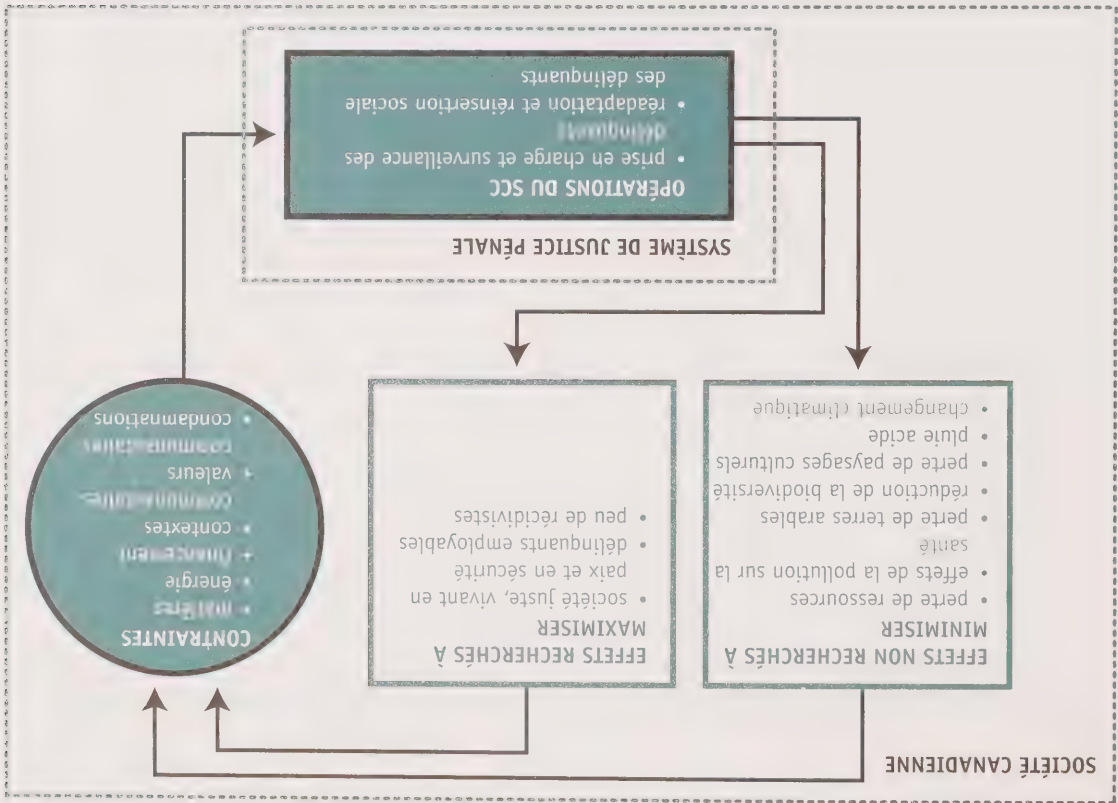 SOCIÉTÉ CANADIENNE
EFFETS NON RECHERCHÉS À
MINIMISER
• perte de ressources
• effets de la pollution sur la
santé
• perte de terres arables
• réduction de la biodiversité
• perte de paysages culturels
• pluie acide
• changement climatique
EFFETS RECHERCHÉS À
MAXIMISER
• société juste, vivant en
paix et en sécurité
• délinquants employables
• peu de récidivistes
CONTRAINTES
• matières
• énergie
• financement
• contextes
communautaires
• valeurs
communautaires
• condamnations
SYSTÈME DE JUSTICE PÉNALE
OPÉRATIONS DU SCC
• prise en charge et surveillance des
délinquants
• réadaptation et réinsertion sociale
des délinquants